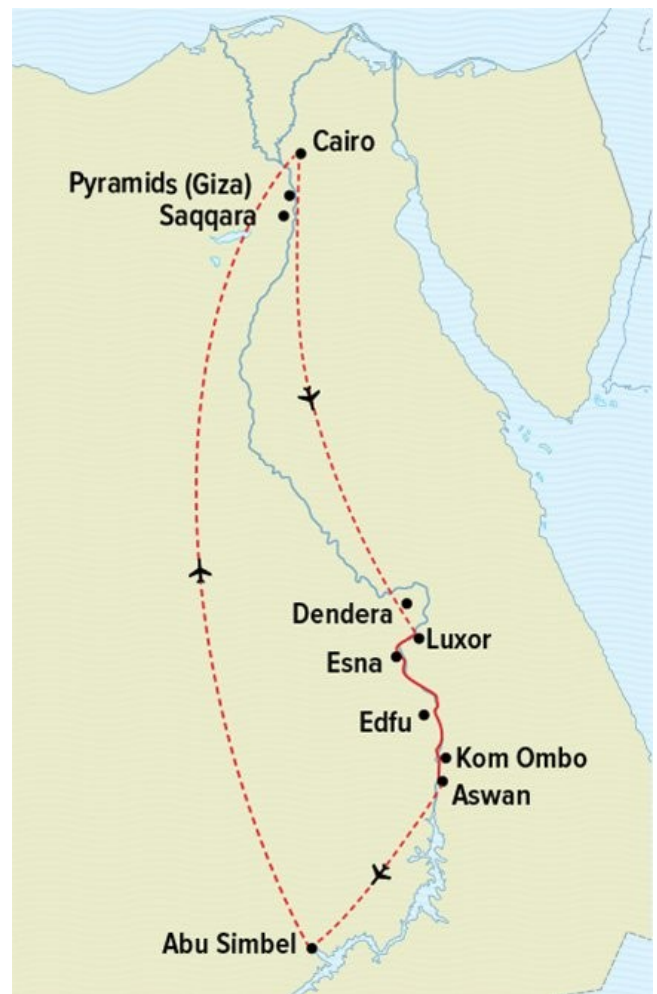 Cairo
Pyramids (Giza)
Saqqara
Dendera
Luxor
Esna
Edfu
Kom Ombo
Aswan
Abu Simbel